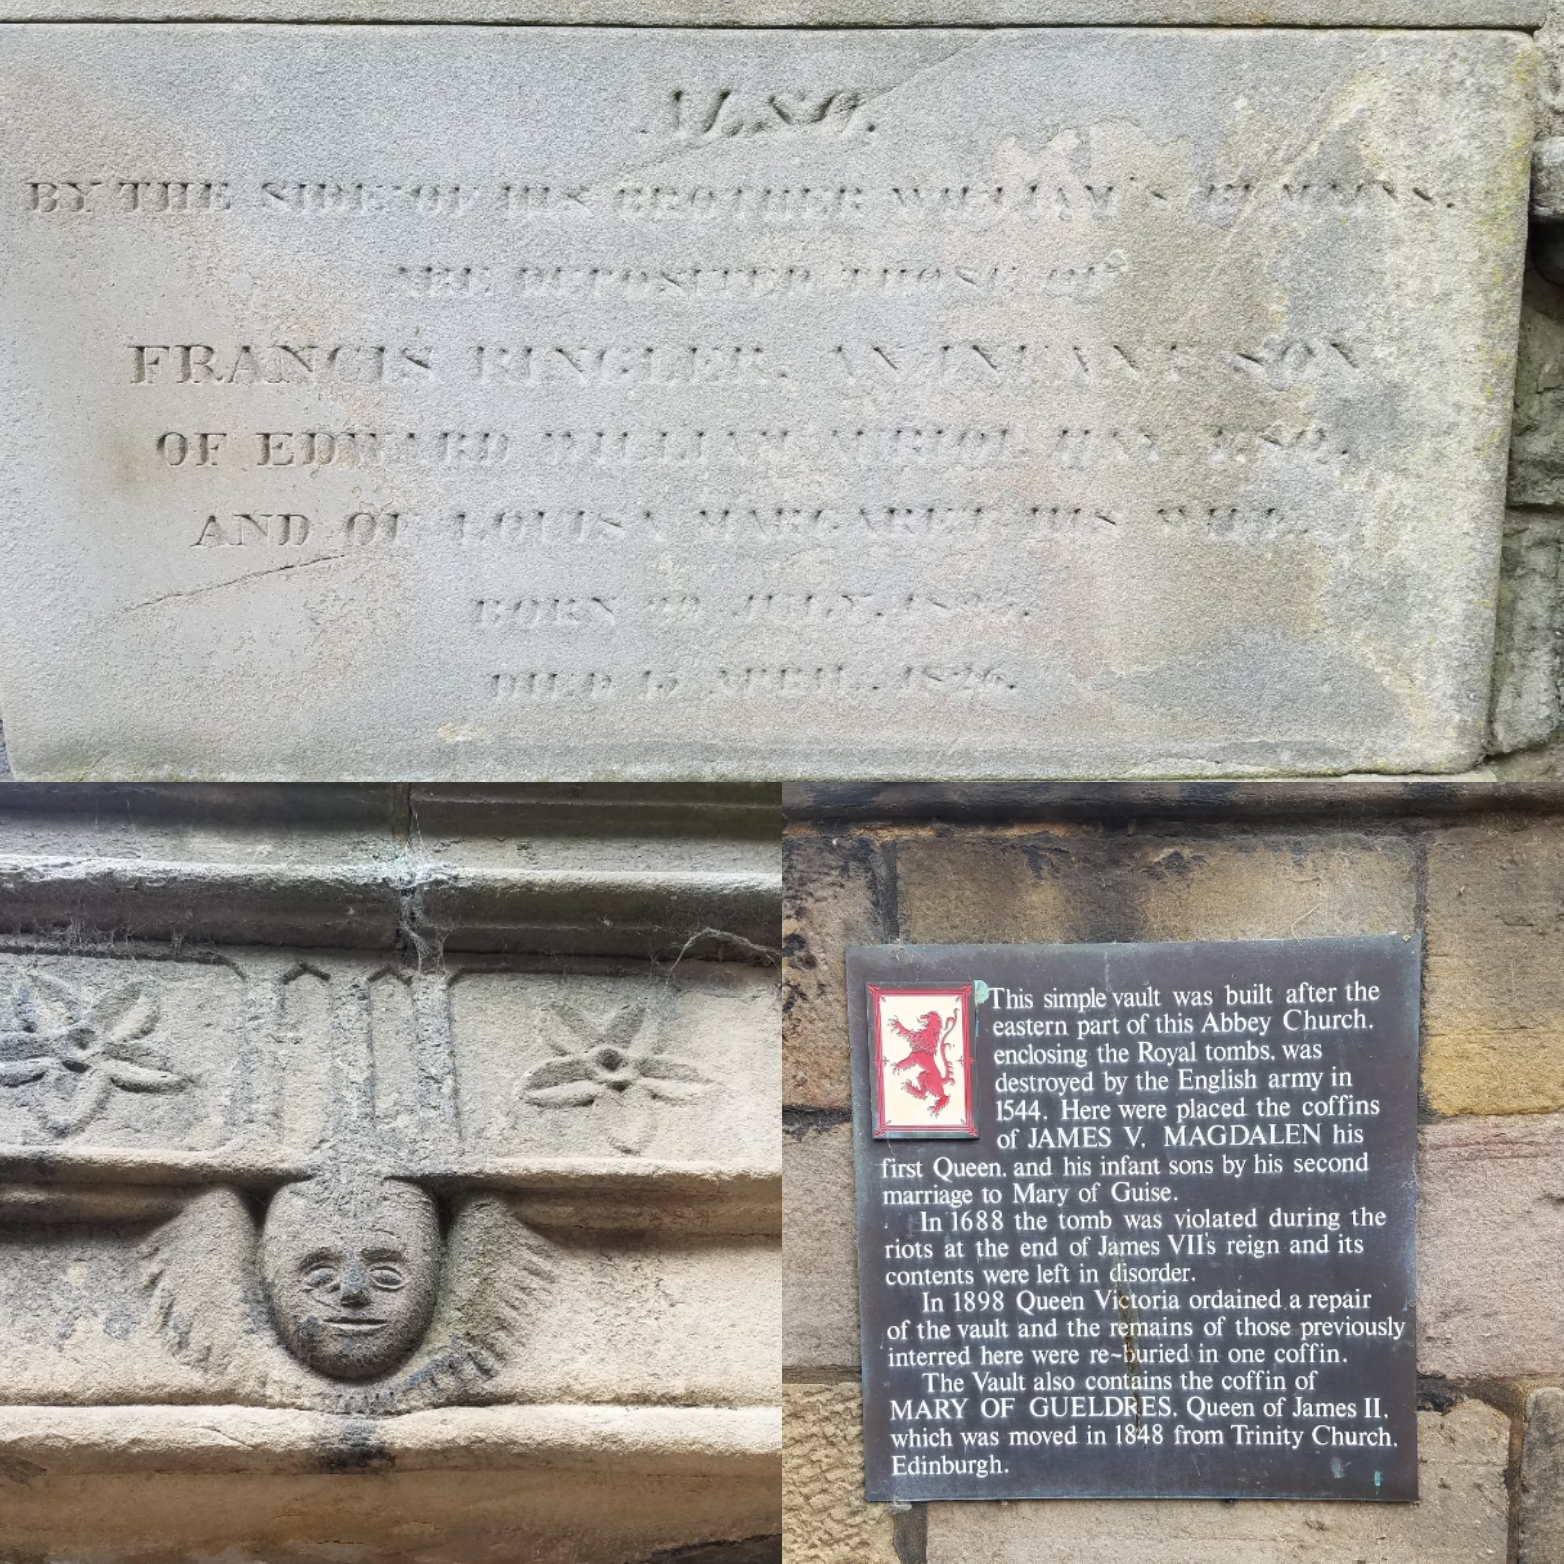 ALSO.
BY THE SIDE OF HIS BROTHER WILLIAM'S REMAINS.
ARE DEPOSITED THOSE OF
FRANCIS RINGLER, AN INFANT SON
OF EDWARD WILLIAM AURIOL HAY ESQ.
AND OF LOUISA MARGARET HIS WIFE.
BORN JULY,
DIED APRIL, 1826.
This simple vault was built after the
eastern part of this Abbey Church,
enclosing the Royal tombs, was
destroyed by the English army in
1544. Here were placed the coffins
of JAMES V, MAGDALEN his
first Queen, and his infant sons by his second
marriage to Mary of Guise.
In 1688 the tomb was violated during the
riots at the end of James VII's reign and its
contents were left in disorder.
In 1898 Queen Victoria ordained a repair
of the vault and the remains of those previously
interred here were re-buried in one coffin.
The Vault also contains the coffin of
MARY OF GUELDRES, Queen of James II,
which was moved in 1848 from Trinity Church,
Edinburgh.